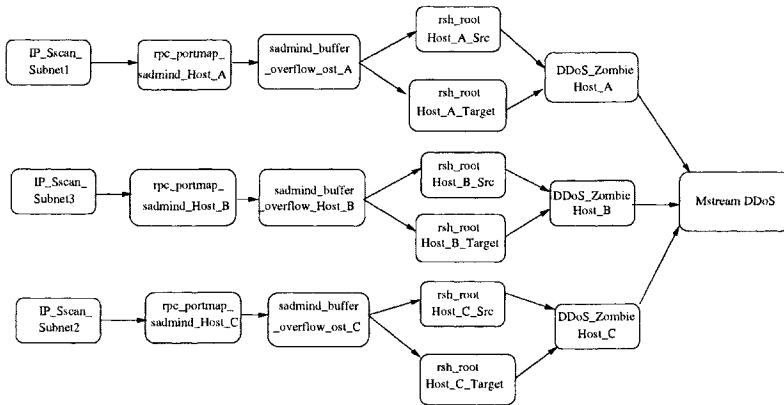 IP_Sscan_
Subnet1
rpc_portmap_
sadmind_Host_A
sadmind_buffer
_overflow_ost_A
rsh_root
Host_A_Src
rsh_root
Host_A_Target
DDoS_Zombie
Host_A
IP_Sscan_
Subnet3
rpc_portmap_
sadmind_Host_B
sadmind_buffer
_overflow_Host_B
rsh_root
Host_B_Src
rsh_root
Host_B_Target
DDoS_Zombie
Host_B
Mstream DDoS
IP_Sscan_
Subnet2
rpc_portmap_
sadmind_Host_C
sadmind_buffer
_overflow_ost_C
rsh_root
Host_C_Src
rsh_root
Host_C_Target
DDoS_Zombie
Host_C